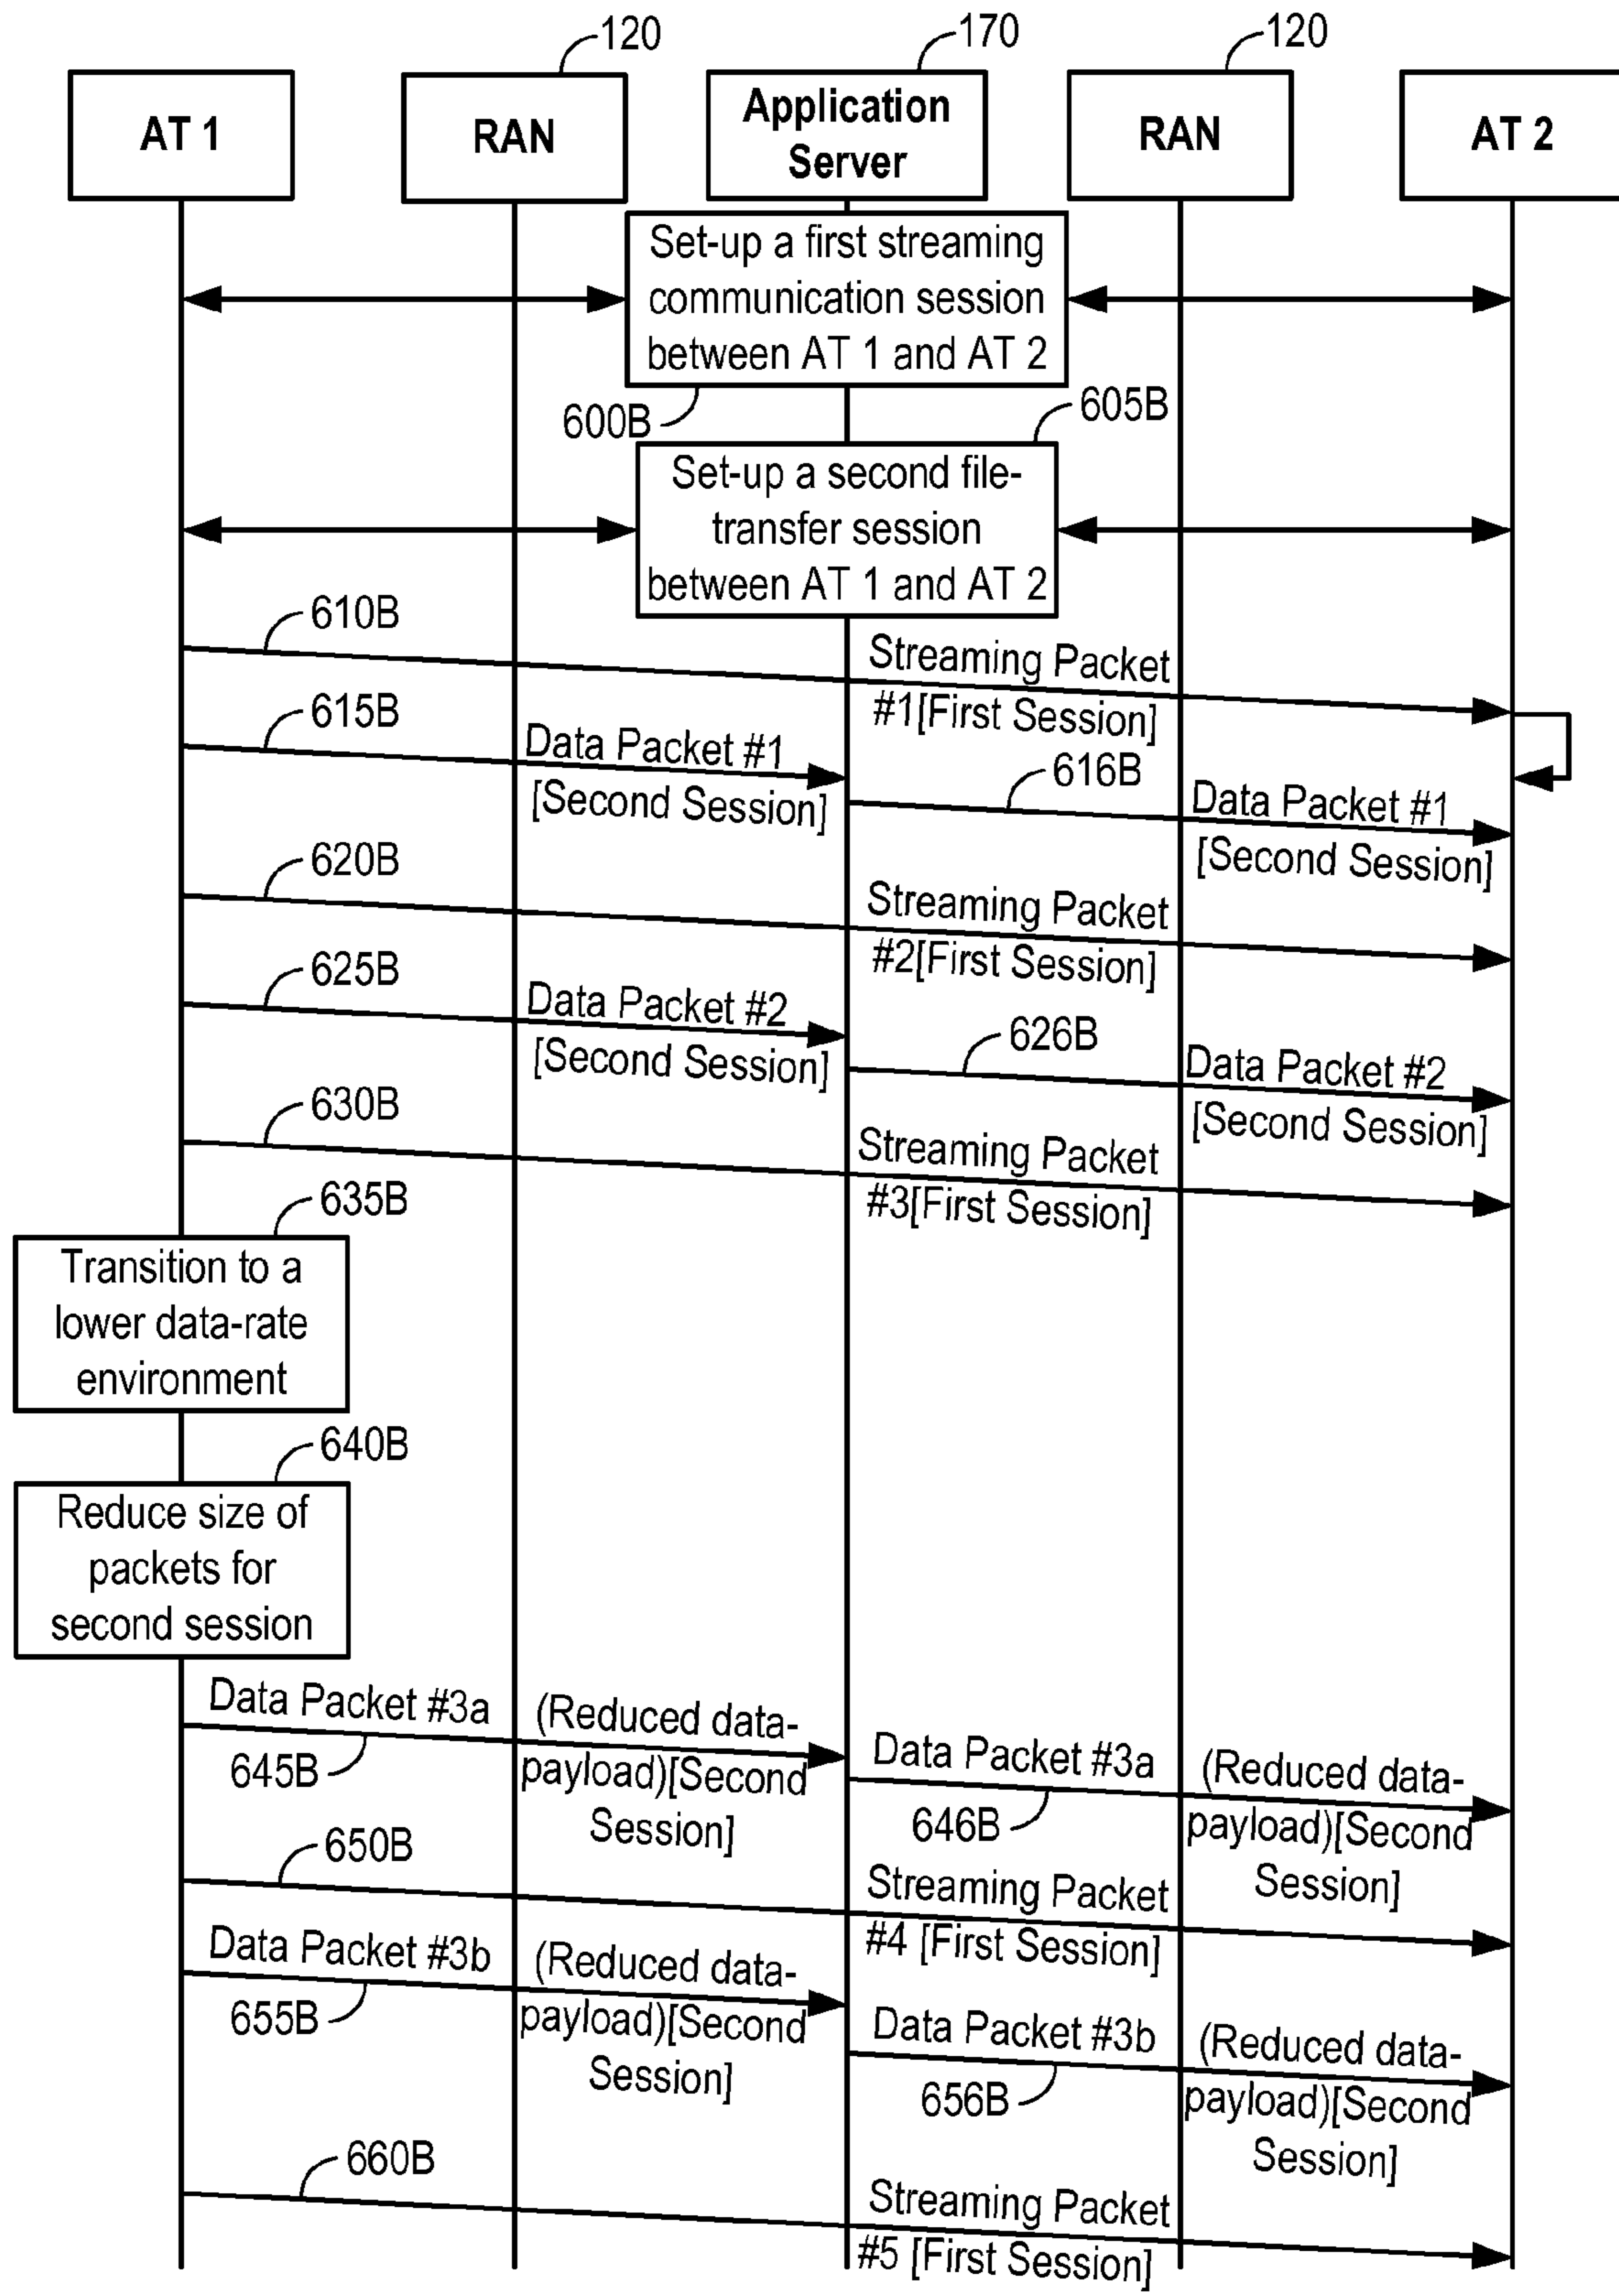 120
170
120
AT 1
RAN
Application
Server
RAN
AT 2
Set-up a first streaming
communication session
between AT 1 and AT 2
600B
605B
Set-up a second file-
transfer session
between AT 1 and AT 2
610B
Streaming Packet
#1[First Session]
615B
Data Packet #1
[Second Session]
616B
Data Packet #1
[Second Session]
620B
Streaming Packet
#2[First Session]
625B
Data Packet #2
[Second Session]
626B
Data Packet #2
[Second Session]
630B
Streaming Packet
#3[First Session]
635B
Transition to a
lower data-rate
environment
640B
Reduce size of
packets for
second session
Data Packet #3a
(Reduced data-
payload)[Second
Session]
645B
Data Packet #3a
(Reduced data-
payload)[Second
Session]
646B
650B
Streaming Packet
#4 [First Session]
Data Packet #3b
(Reduced data-
payload)[Second
Session]
655B
Data Packet #3b
(Reduced data-
payload)[Second
Session]
656B
660B
Streaming Packet
#5 [First Session]